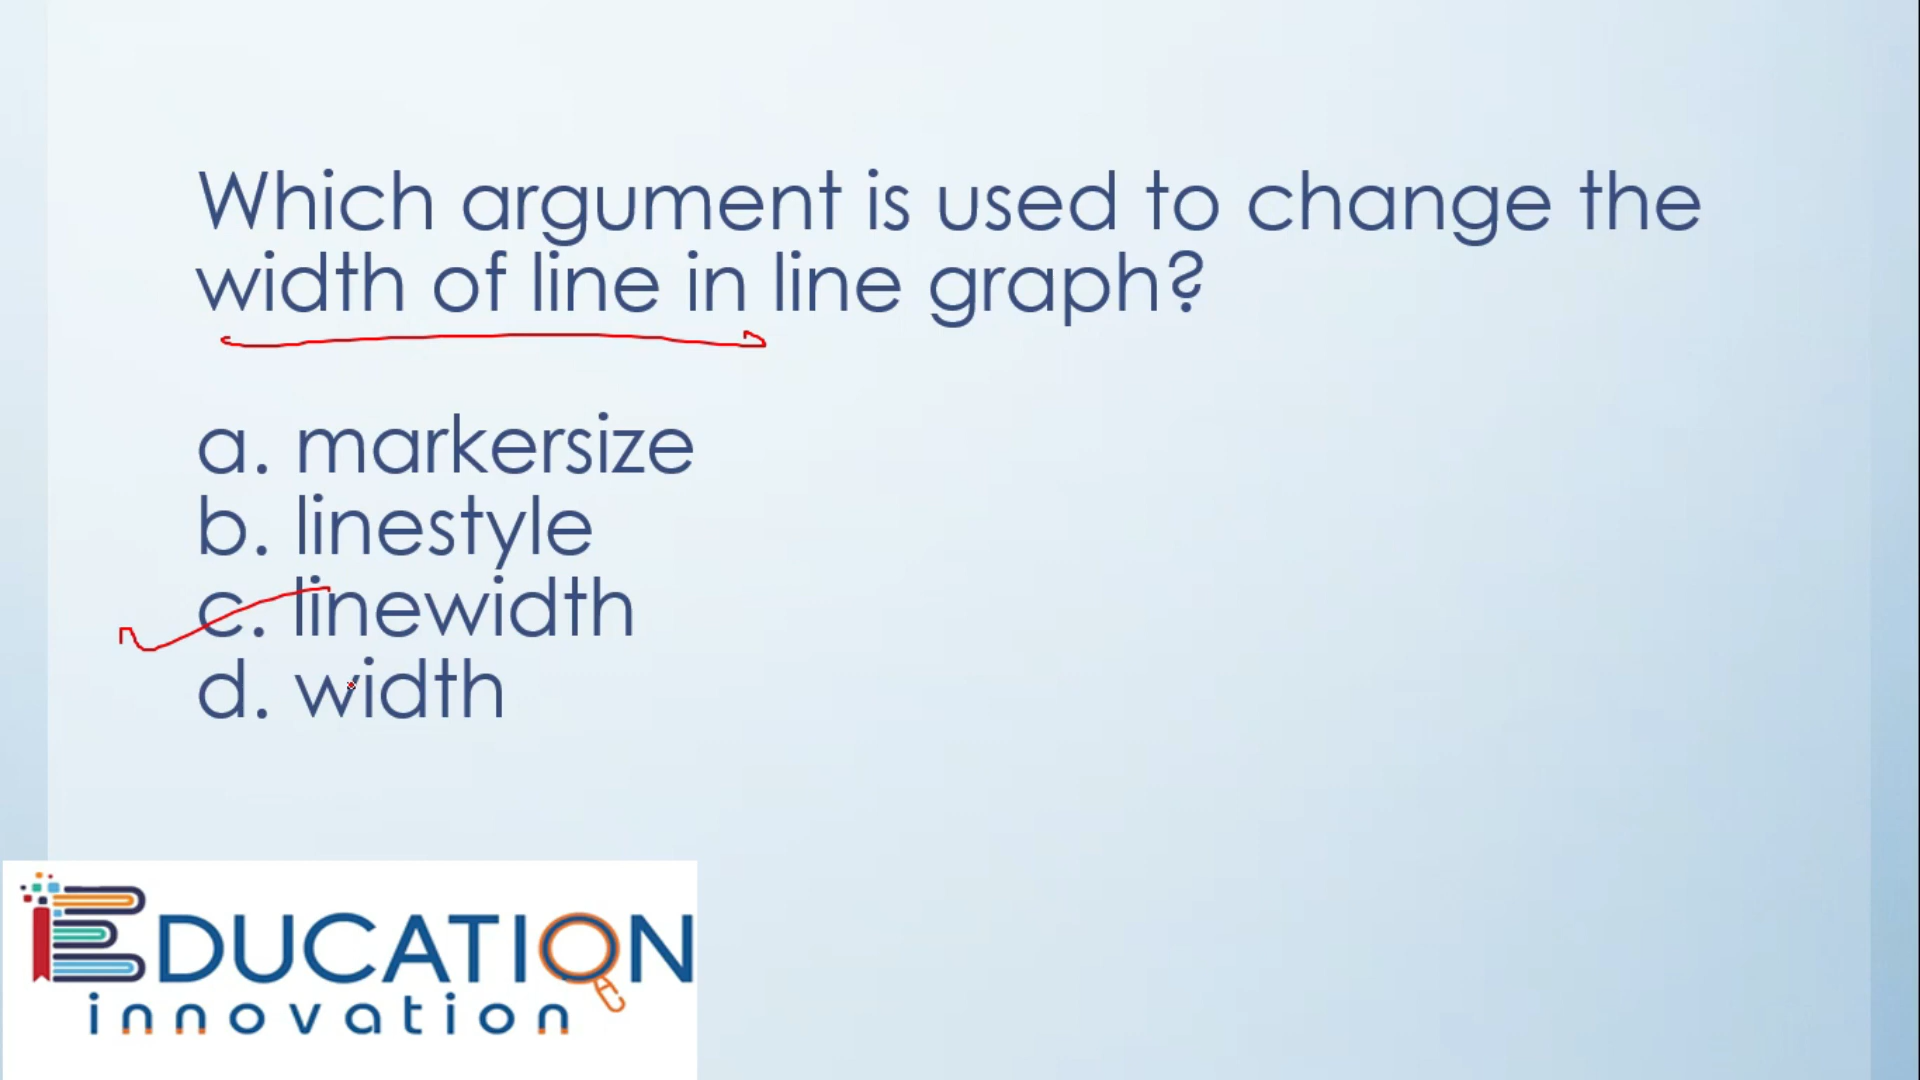 Which argument is used to change the
width of line in line graph?
a. markersize
b. linestyle
c. linewidth
d. width
EDUCATION
innovation